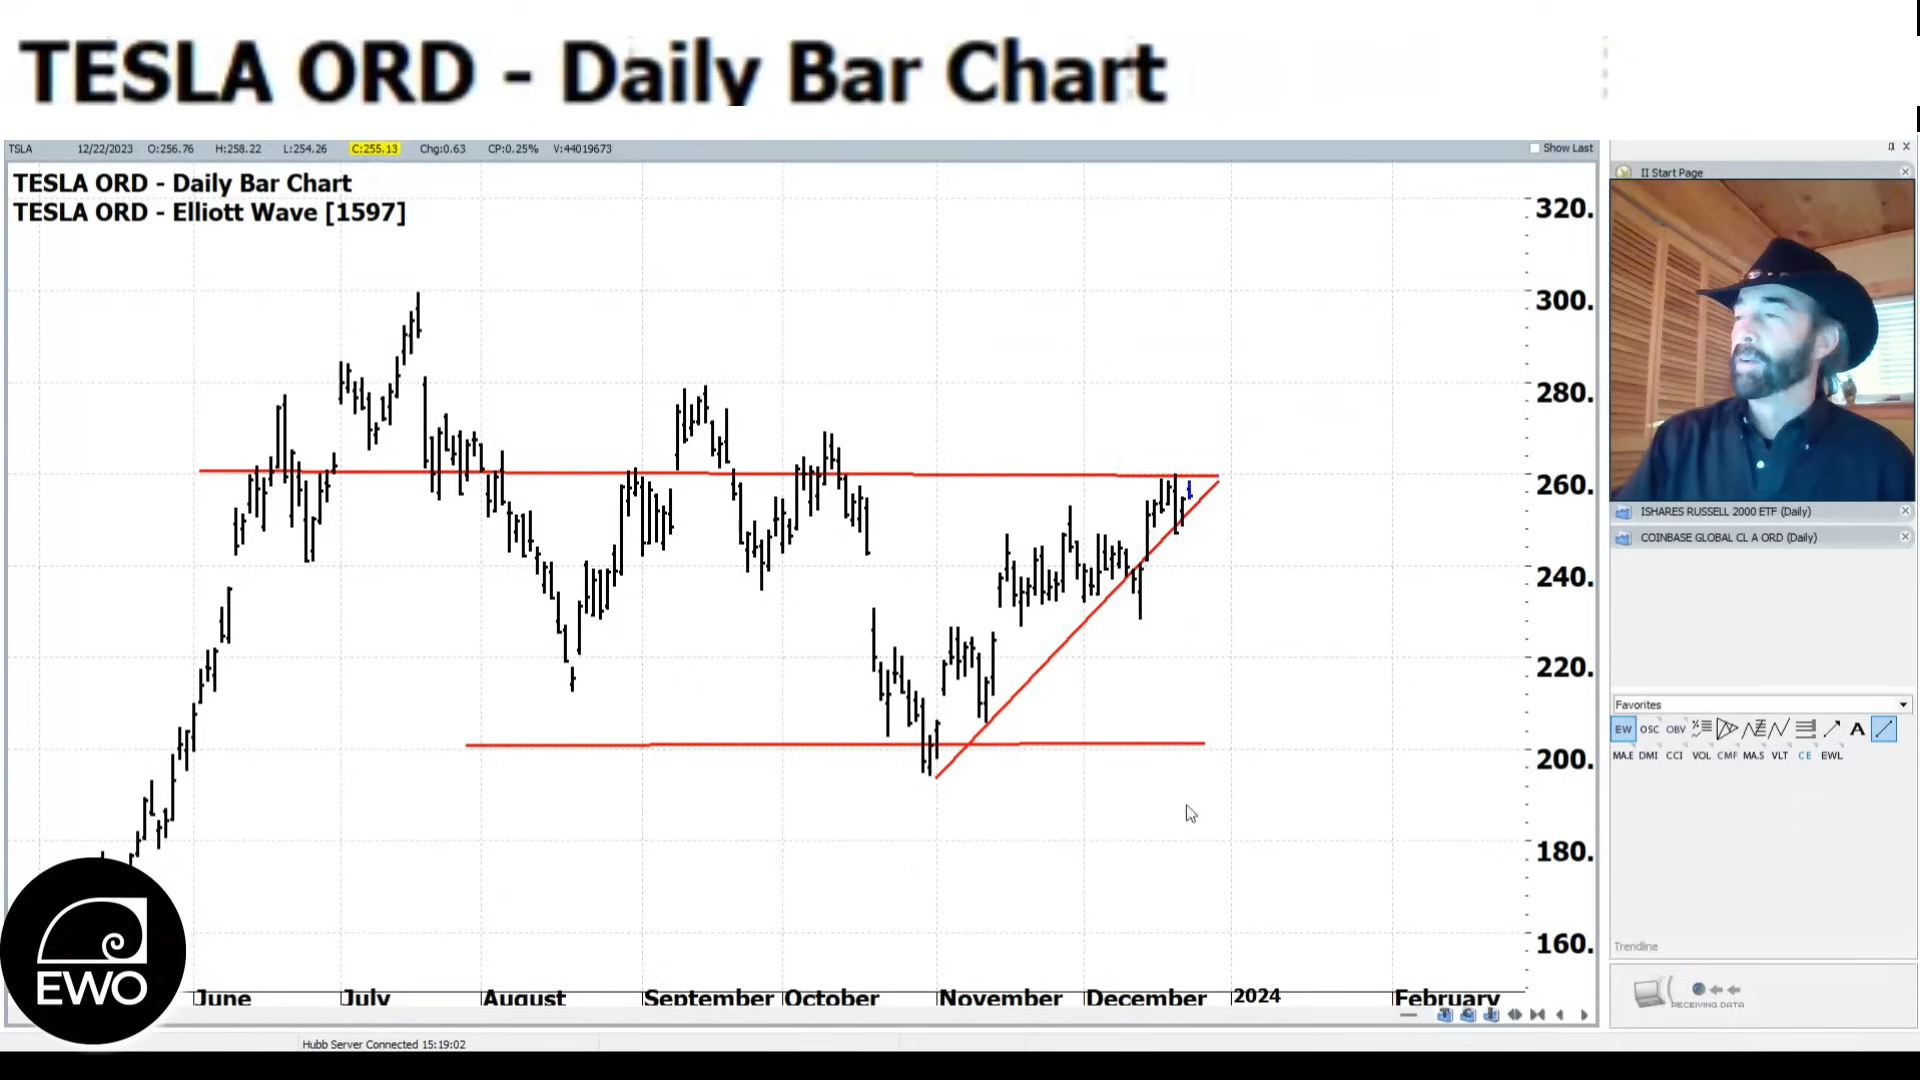 TESLA ORD - Daily Bar Chart
TSLA 12/22/2023 O:256.76 H:258.22 L:254.26 C:255.13 Chg:0.63 CP:0.25% V:44019673 Show Last
TESLA ORD - Daily Bar Chart
TESLA ORD - Elliott Wave [1597]
320.
300.
280.
260.
240.
220.
200.
180.
160.
June July August September October November December 2024 February
EWO
Hubb Server Connected 15:19:02
II Start Page
ISHARES RUSSELL 2000 ETF (Daily)
COINBASE GLOBAL CL A ORD (Daily)
Favorites
EW OSC OBV A
MA.E DMI CCI VOL CMF MA.S VLT CE EWL
Trendline
RECEIVING DATA